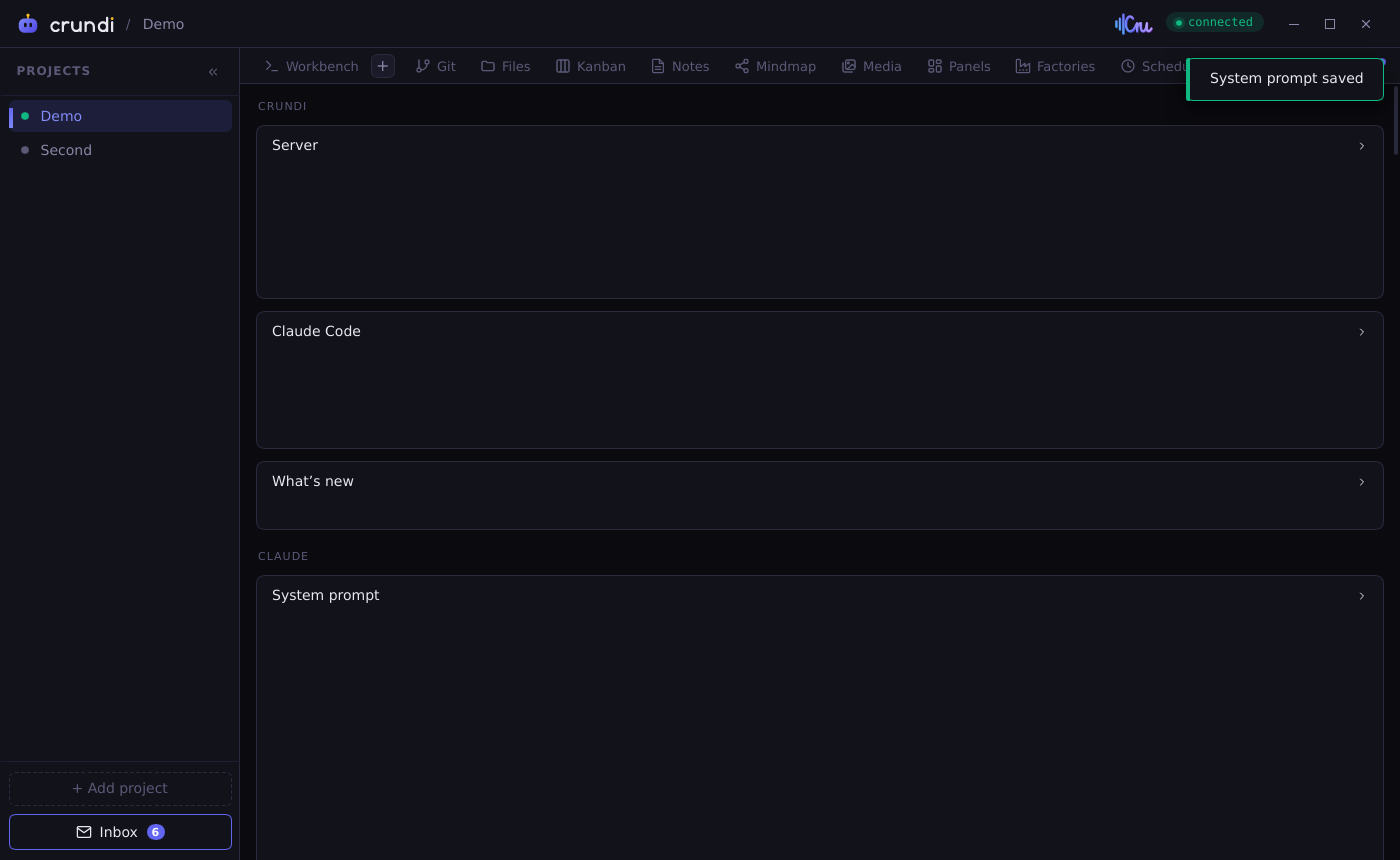 crundi / Demo
Cru
connected
PROJECTS
Demo
Second
+ Add project
Inbox 6
Workbench
Git
Files
Kanban
Notes
Mindmap
Media
Panels
Factories
System prompt saved
CRUNDI
Server
Claude Code
What’s new
CLAUDE
System prompt